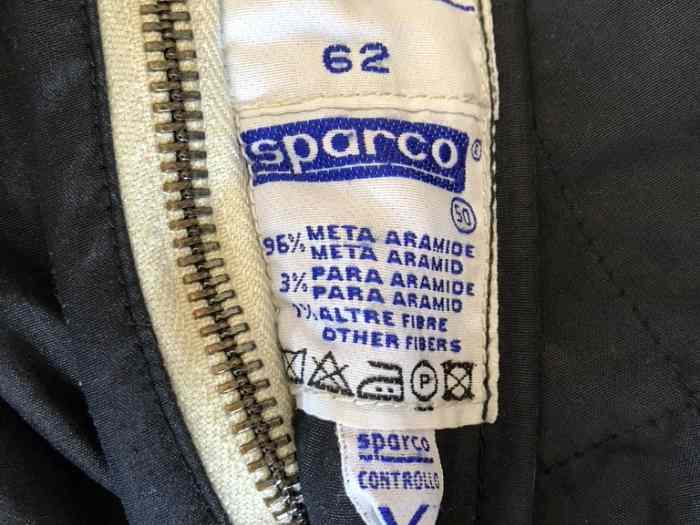 62
sparco
50
96% META ARAMIDE
META ARAMID
3% PARA ARAMIDE
PARA ARAMID
1% ALTRE FIBRE
OTHER FIBERS
P
sparco
CONTROLLO